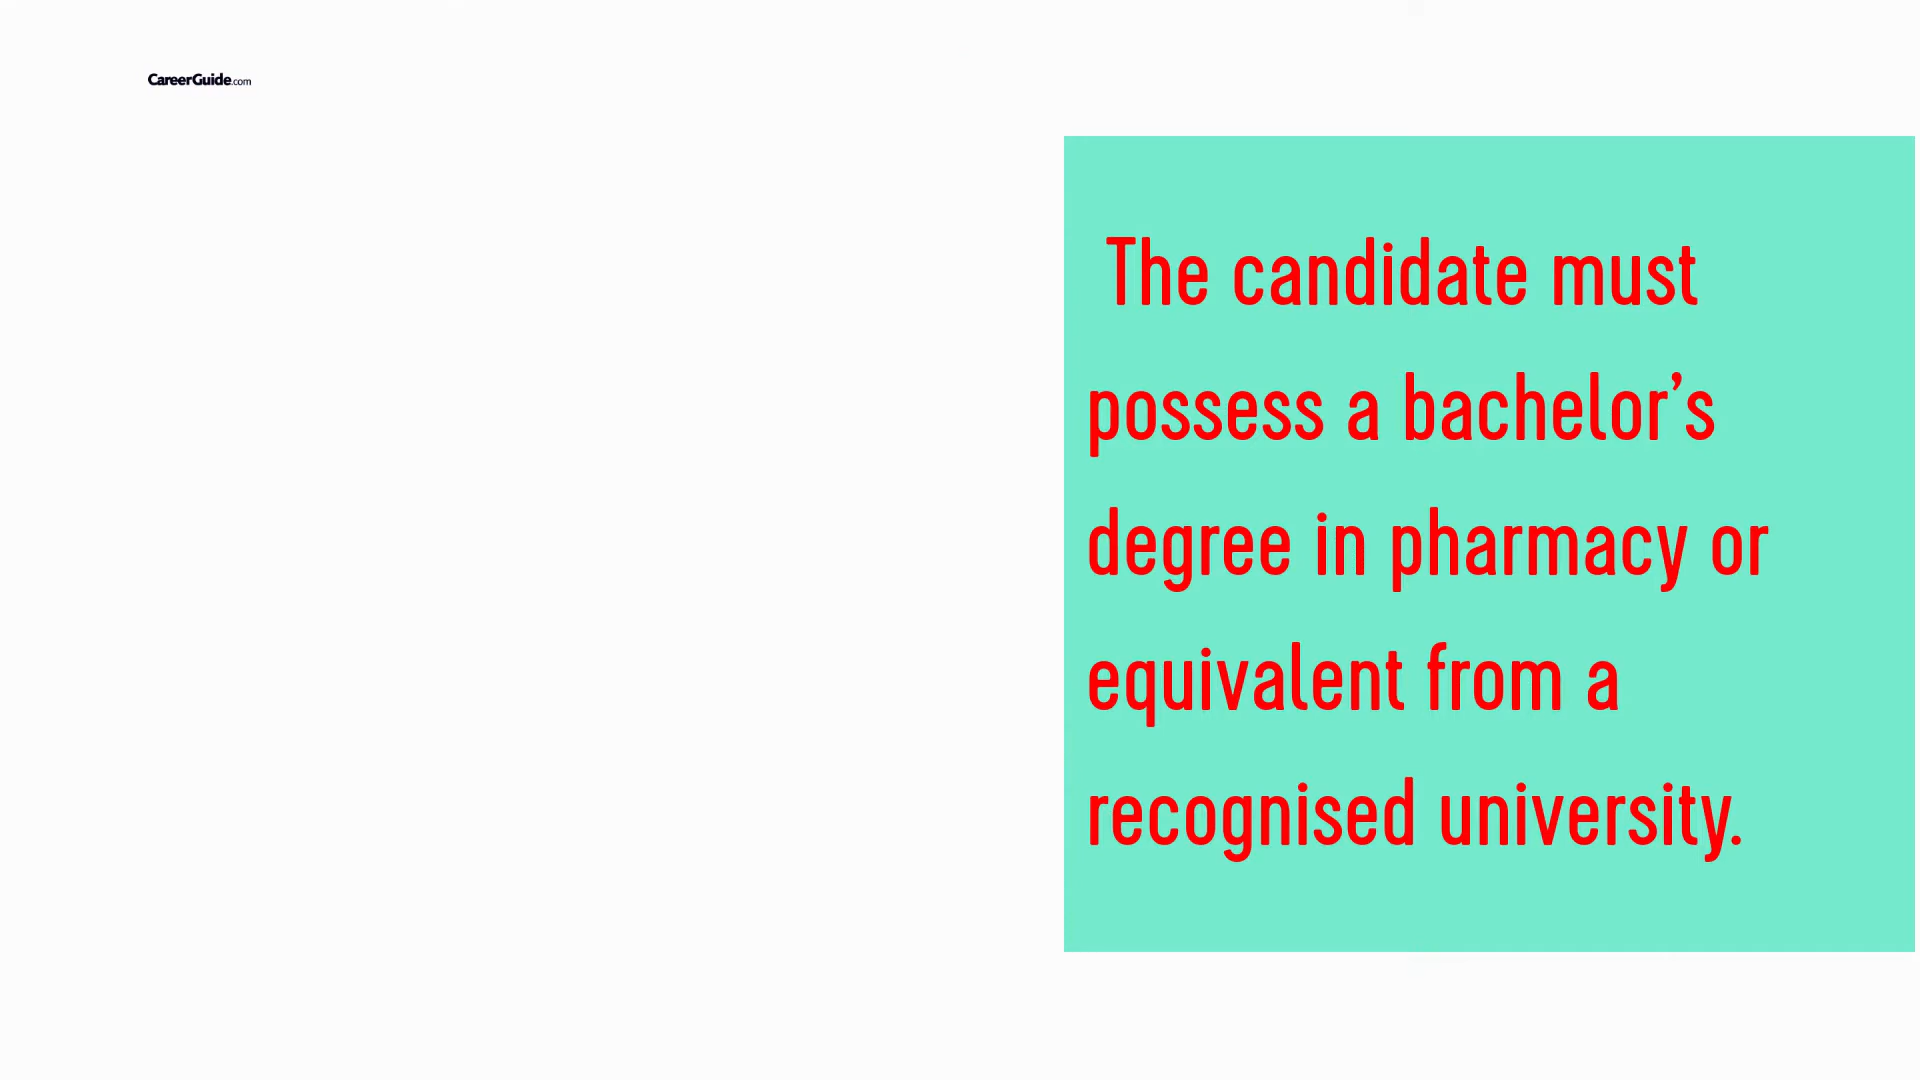 CareerGuide.com
The candidate must
possess a bachelor’s
degree in pharmacy or
equivalent from a
recognised university.